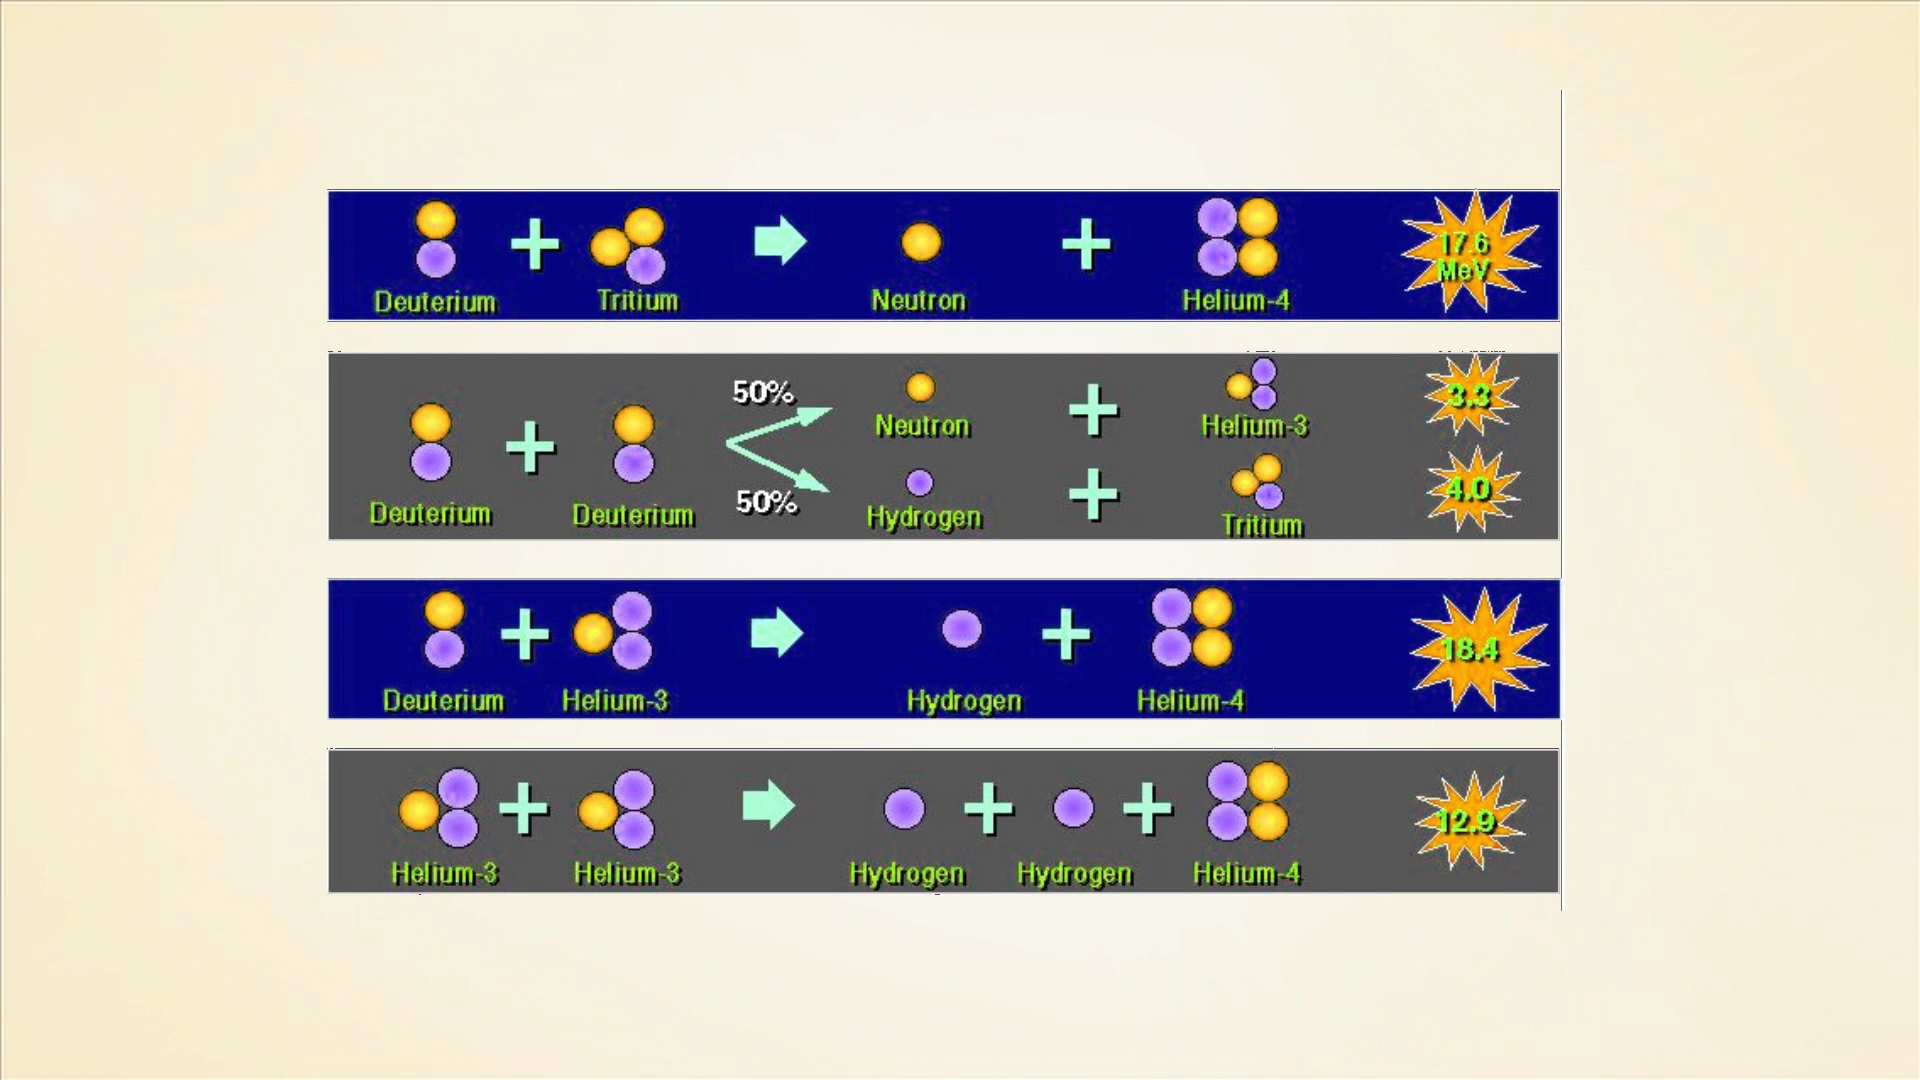 17.6
MeV
Deuterium Tritium Neutron Helium-4
50%
3.3
Neutron Helium-3
4.0
50%
Deuterium Deuterium Hydrogen Tritium
18.4
Deuterium Helium-3 Hydrogen Helium-4
12.9
Helium-3 Helium-3 Hydrogen Hydrogen Helium-4